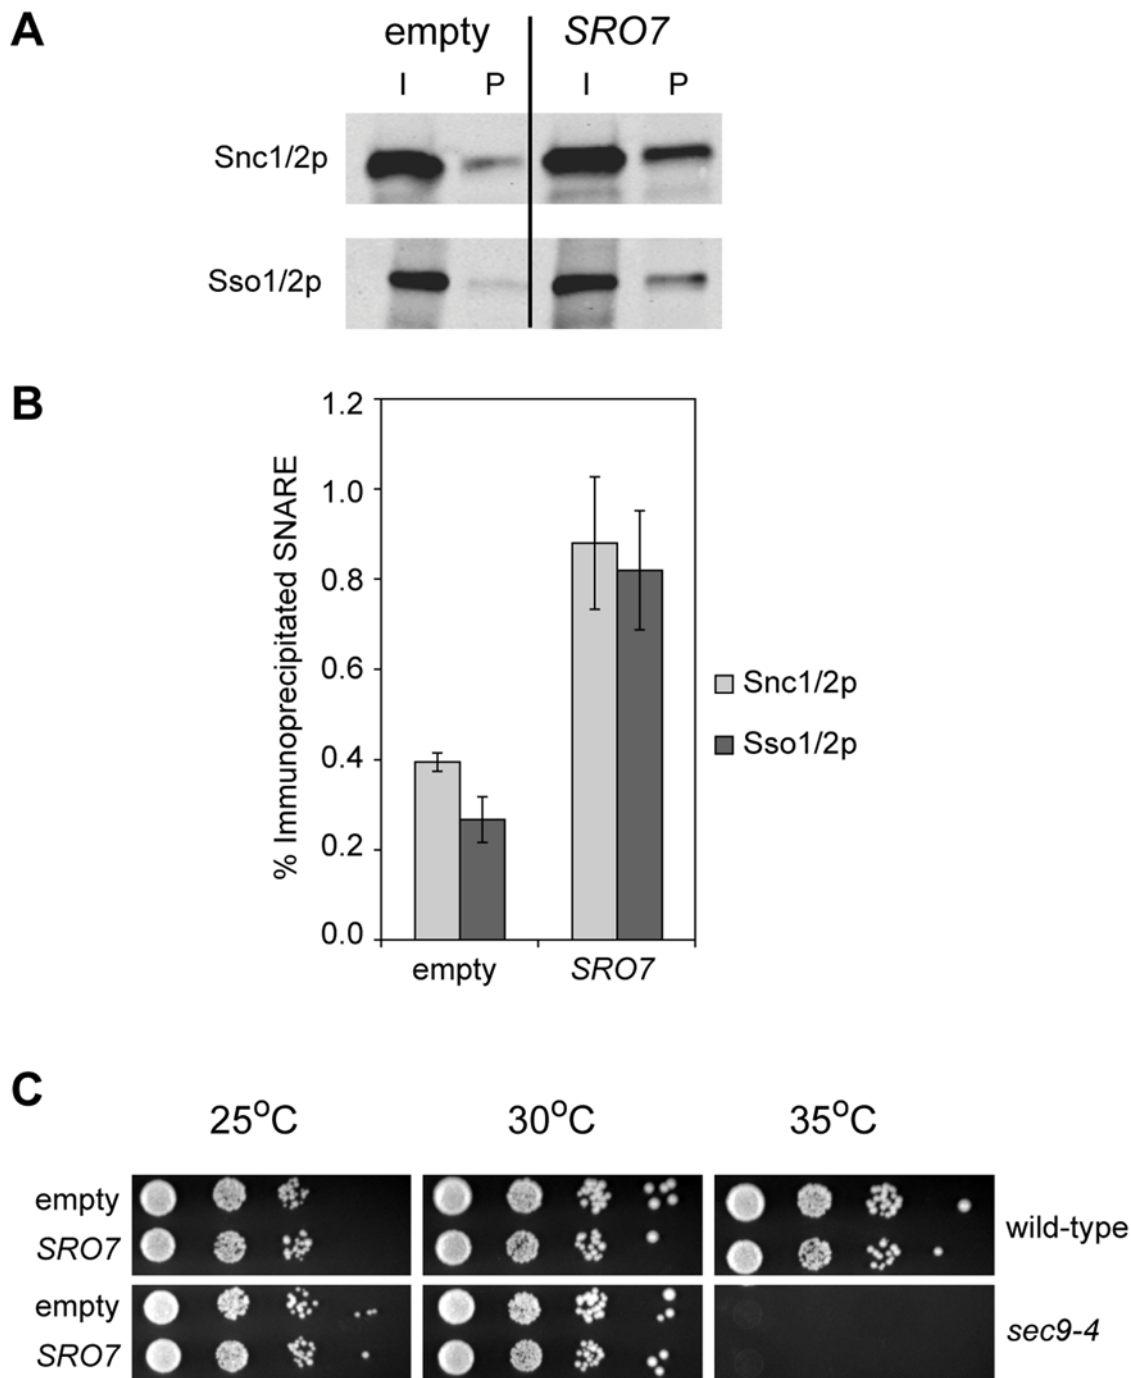 A
empty SRO7
I P I P
Snc1/2p
Sso1/2p
B
% Immunoprecipitated SNARE
1.2
1.0
0.8
0.6
0.4
0.2
0.0
empty SRO7
Snc1/2p
Sso1/2p
C
25°C 30°C 35°C
empty
SRO7
wild-type
empty
SRO7
sec9-4